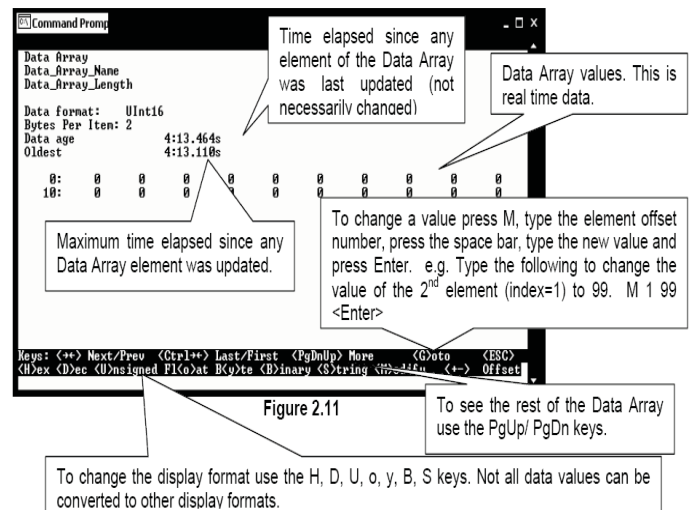 Command Promp
Time elapsed since any
element of the Data Array
was last updated (not
necessarily changed)
Data Array values. This is
real time data.
Data Array
Data_Array_Name
Data_Array_Length
Data format: UInt16
Bytes Per Item: 2
Data age 4:13.464s
Oldest 4:13.110s
0: 0 0 0 0 0 0 0 0 0 0
10: 0 0 0 0 0 0 0 0 0 0
Maximum time elapsed since any
Data Array element was updated.
To change a value press M, type the element offset
number, press the space bar, type the new value and
press Enter. e.g. Type the following to change the
value of the 2nd element (index=1) to 99. M 1 99
<Enter>
Keys: <↔> Next/Prev <Ctrl↔> Last/First <PgDnUp> More <G>oto <ESC>
<H>ex <D>ec <U>nsigned Fl<o>at B<y>te <B>inary <S>tring <M>odify <+-> Offset
Figure 2.11
To see the rest of the Data Array
use the PgUp/ PgDn keys.
To change the display format use the H, D, U, o, y, B, S keys. Not all data values can be
converted to other display formats.